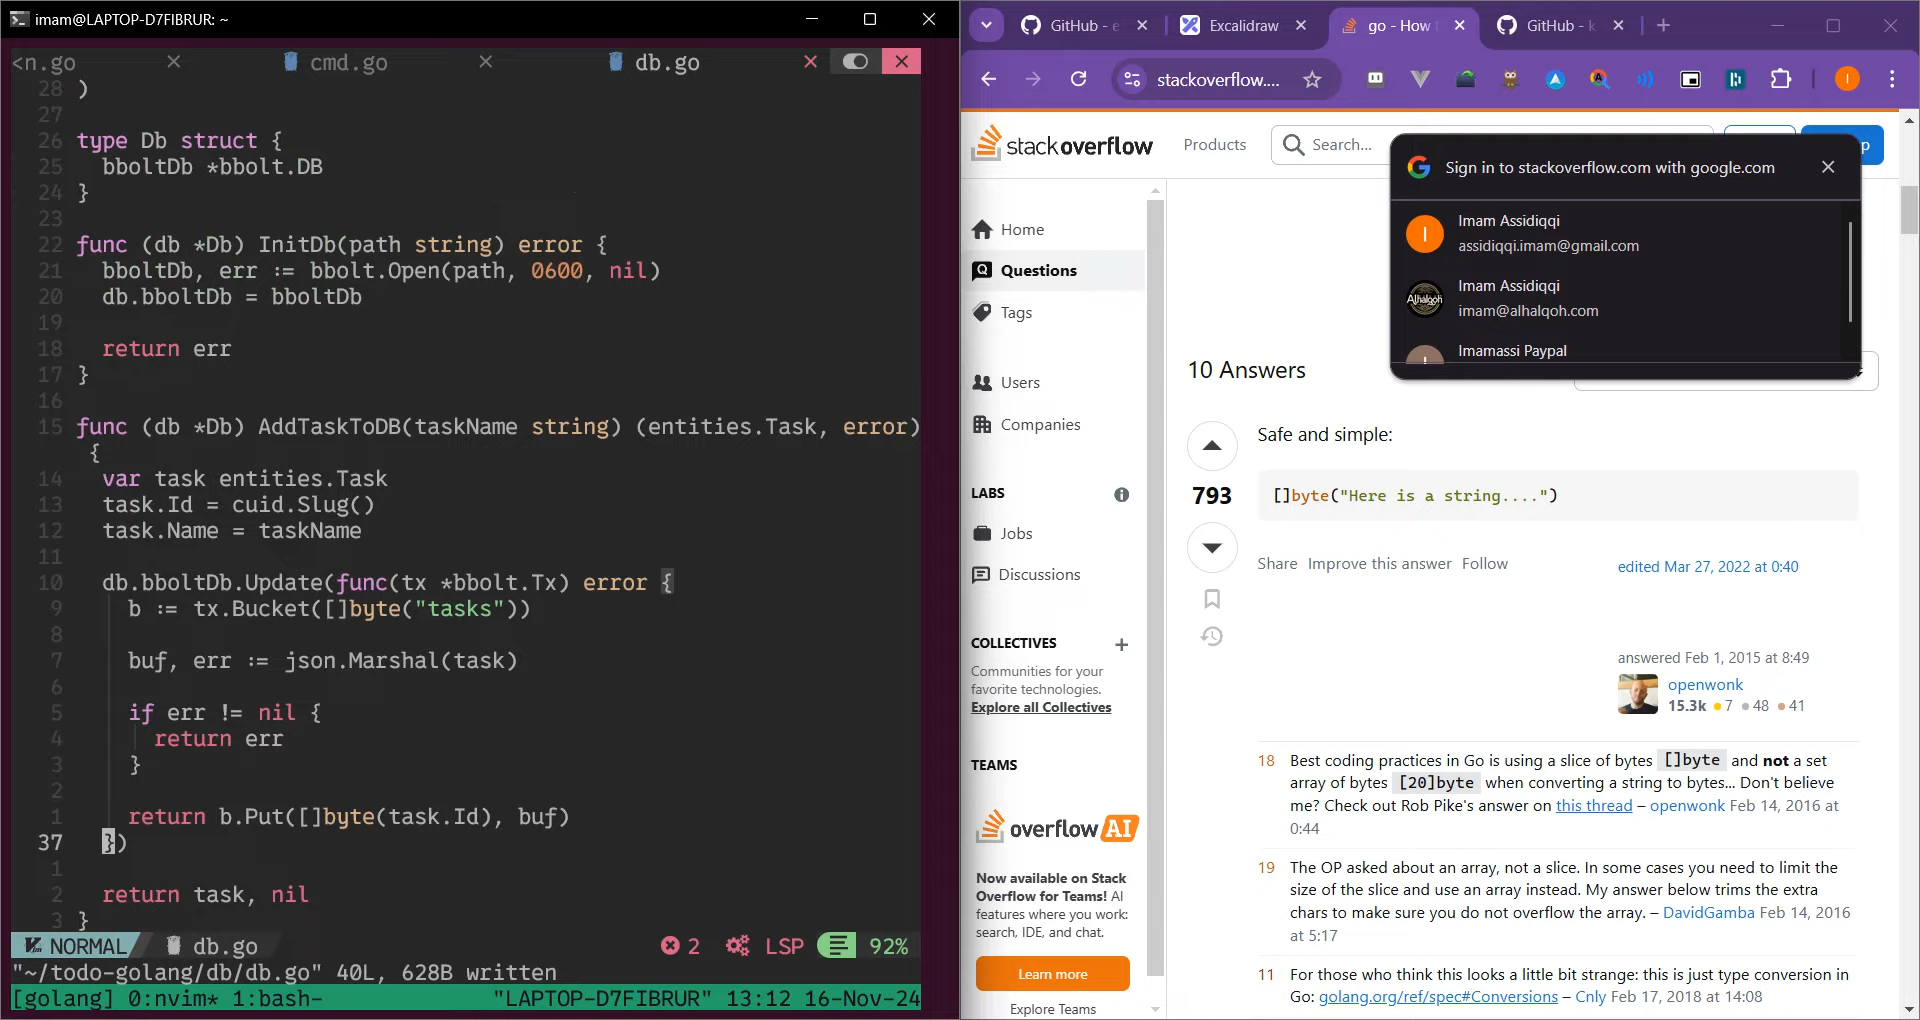 imam@LAPTOP-D7FIBRUR: ~
<n.go
cmd.go
db.go
28 )
27
26 type Db struct {
25 bboltDb *bbolt.DB
24 }
23
22 func (db *Db) InitDb(path string) error {
21 bboltDb, err := bbolt.Open(path, 0600, nil)
20 db.bboltDb = bboltDb
19
18 return err
17 }
16
15 func (db *Db) AddTaskToDB(taskName string) (entities.Task, error)
{
14 var task entities.Task
13 task.Id = cuid.Slug()
12 task.Name = taskName
11
10 db.bboltDb.Update(func(tx *bbolt.Tx) error {
9 b := tx.Bucket([]byte("tasks"))
8
7 buf, err := json.Marshal(task)
6
5 if err != nil {
4 return err
3 }
2
1 return b.Put([]byte(task.Id), buf)
37 })
1
2 return task, nil
3 }
NORMAL db.go 2 LSP 92%
"~/todo-golang/db/db.go" 40L, 628B written
[golang] 0:nvim* 1:bash- "LAPTOP-D7FIBRUR" 13:12 16-Nov-24
GitHub - e
Excalidraw
go - How
GitHub - k
stackoverflow....
I
stackoverflow
Products
Search...
p
Sign in to stackoverflow.com with google.com
I
Imam Assidiqqi
assidiqqi.imam@gmail.com
Alhalqoh
Imam Assidiqqi
imam@alhalqoh.com
Imamassi Paypal
Home
Questions
Tags
Users
Companies
LABS
Jobs
Discussions
COLLECTIVES
Communities for your
favorite technologies.
Explore all Collectives
TEAMS
overflow AI
Now available on Stack
Overflow for Teams! AI
features where you work:
search, IDE, and chat.
Learn more
Explore Teams
10 Answers
793
Safe and simple:
[]byte("Here is a string....")
Share Improve this answer Follow
edited Mar 27, 2022 at 0:40
answered Feb 1, 2015 at 8:49
openwonk
15.3k 7 48 41
18 Best coding practices in Go is using a slice of bytes []byte and not a set
array of bytes [20]byte when converting a string to bytes... Don't believe
me? Check out Rob Pike's answer on this thread – openwonk Feb 14, 2016 at
0:44
19 The OP asked about an array, not a slice. In some cases you need to limit the
size of the slice and use an array instead. My answer below trims the extra
chars to make sure you do not overflow the array. – DavidGamba Feb 14, 2016
at 5:17
11 For those who think this looks a little bit strange: this is just type conversion in
Go: golang.org/ref/spec#Conversions – Cnly Feb 17, 2018 at 14:08